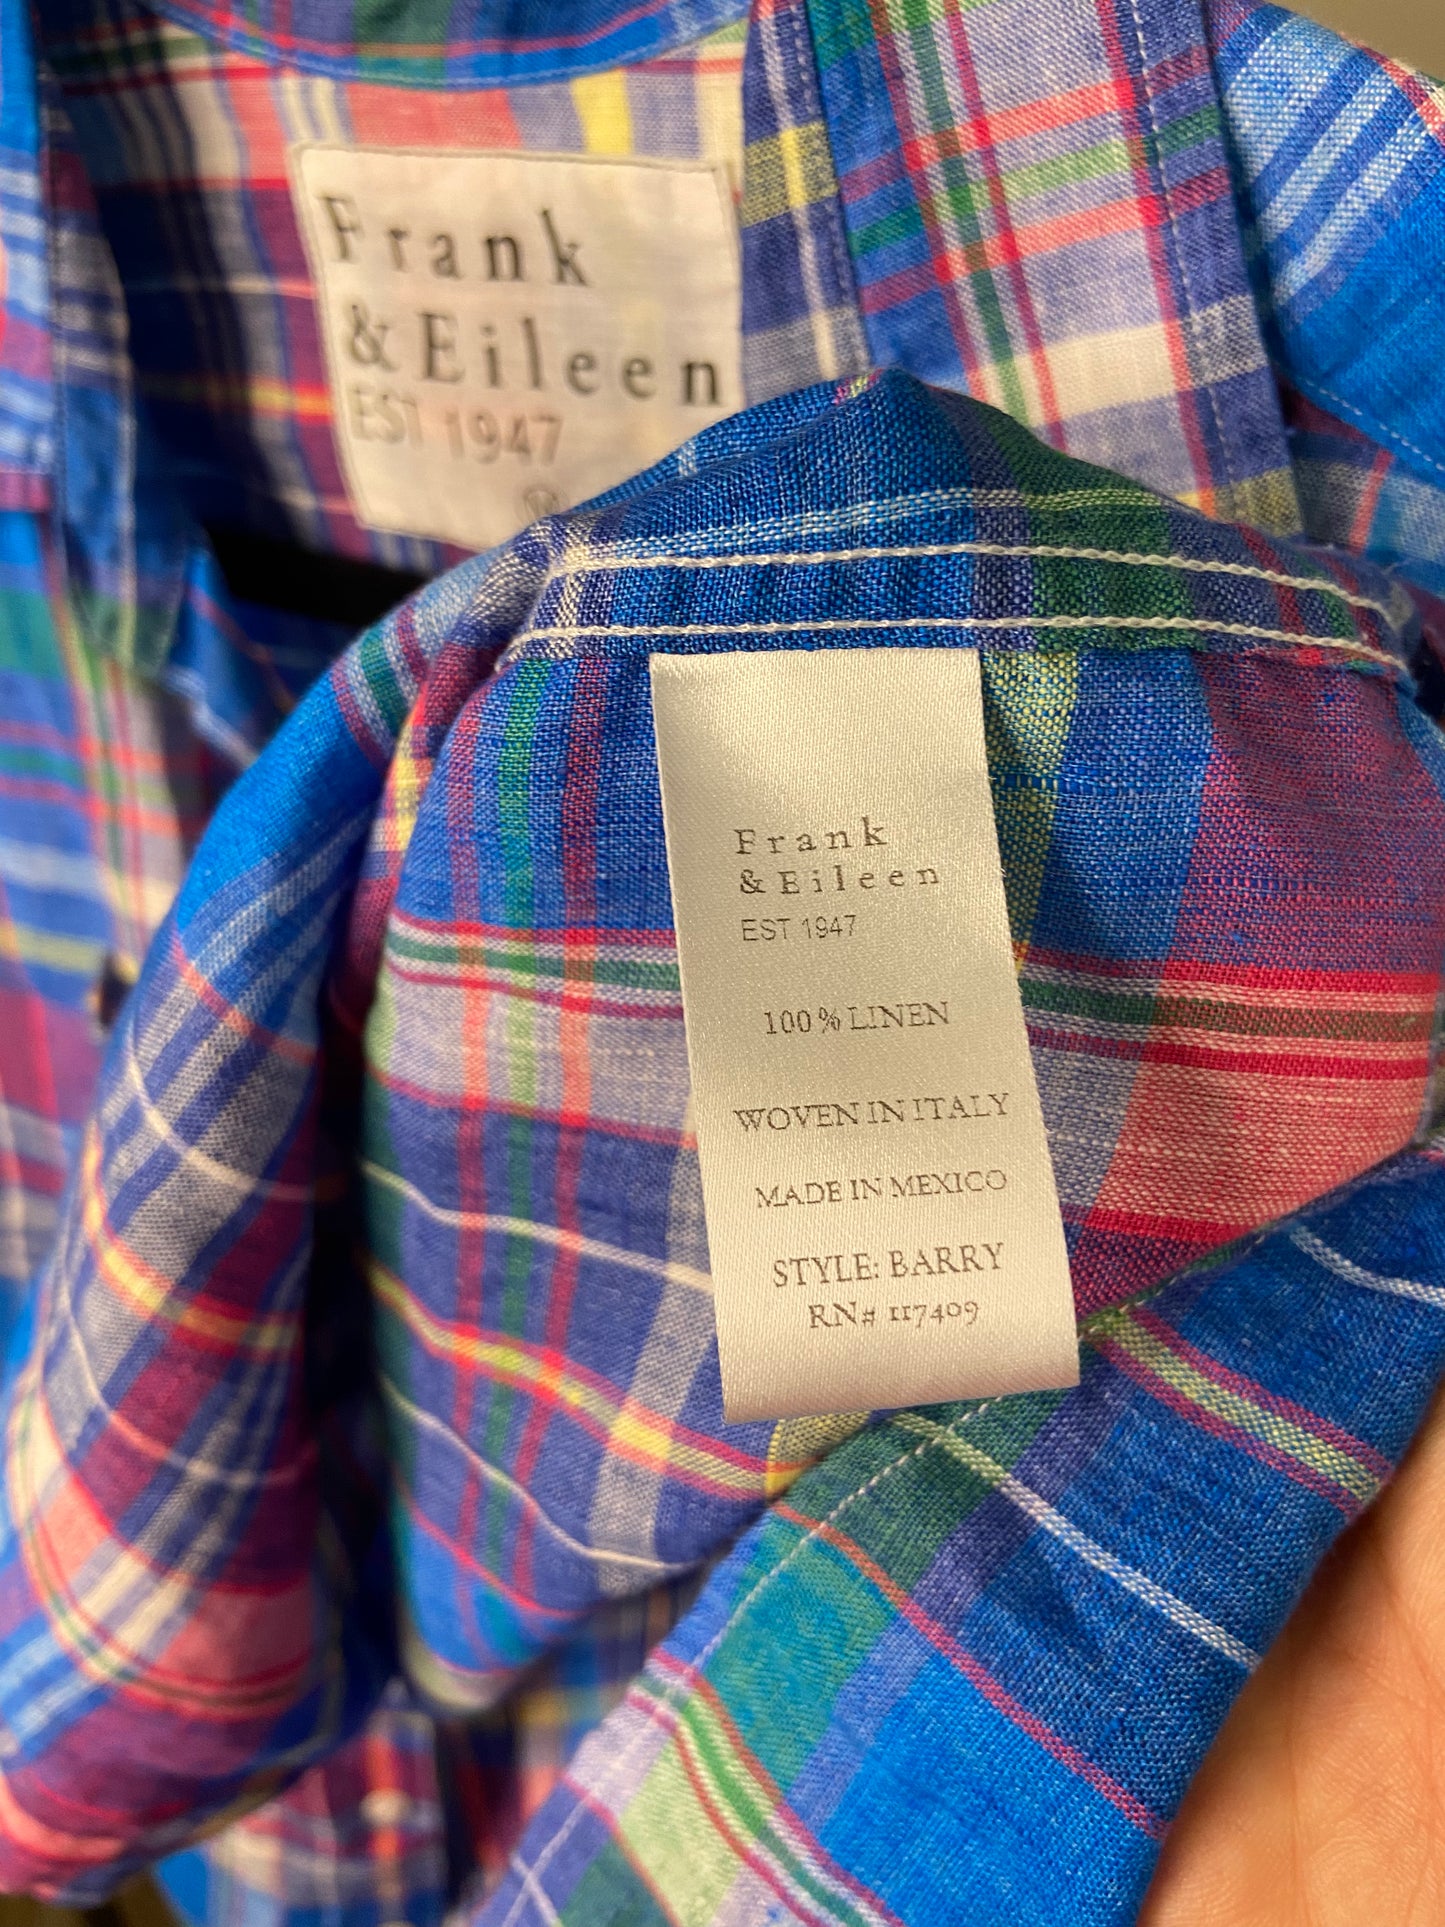 Frank
& Eileen
EST 1947
Frank
& Eileen
EST 1947
100% LINEN
WOVEN IN ITALY
MADE IN MEXICO
STYLE: BARRY
RN# 117409